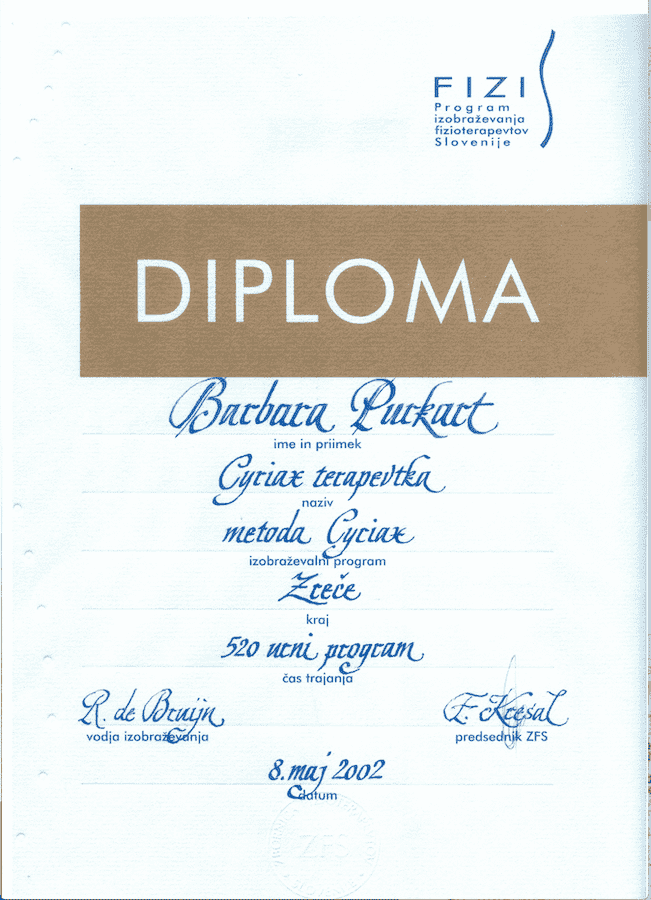 FIZI
Program
izobraževanja
fizioterapevtov
Slovenije
DIPLOMA
Barbara Purkart
ime in priimek
Cyriax terapevtka
naziv
metoda Cyriax
izobraževalni program
Zreče
kraj
520 urni program
čas trajanja
R. de Bruijn
vodja izobraževanja
F. Kresal
predsednik ZFS
8. maj 2002
datum
ZFS